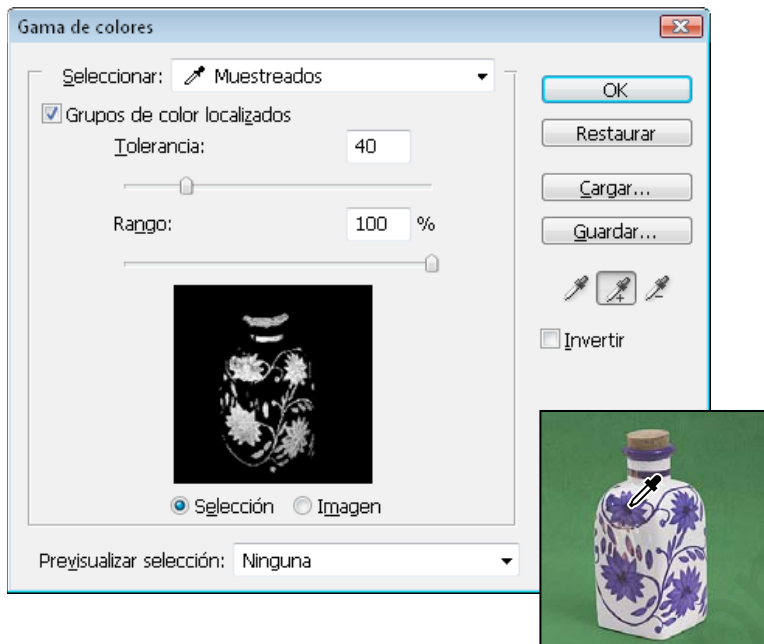 Gama de colores
Seleccionar: Muestreados
Grupos de color localizados
Tolerancia: 40
Rango: 100 %
Selección Imagen
Previsualizar selección: Ninguna
OK
Restaurar
Cargar...
Guardar...
Invertir